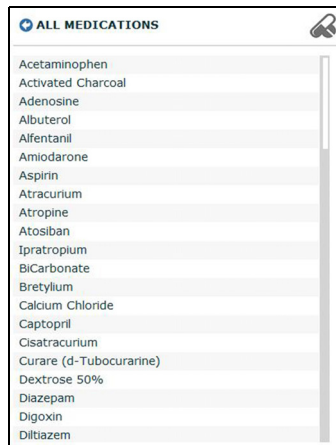 ALL MEDICATIONS
Acetaminophen
Activated Charcoal
Adenosine
Albuterol
Alfentanil
Amiodarone
Aspirin
Atracurium
Atropine
Atosiban
Ipratropium
BiCarbonate
Bretylium
Calcium Chloride
Captopril
Cisatracurium
Curare (d-Tubocurarine)
Dextrose 50%
Diazepam
Digoxin
Diltiazem